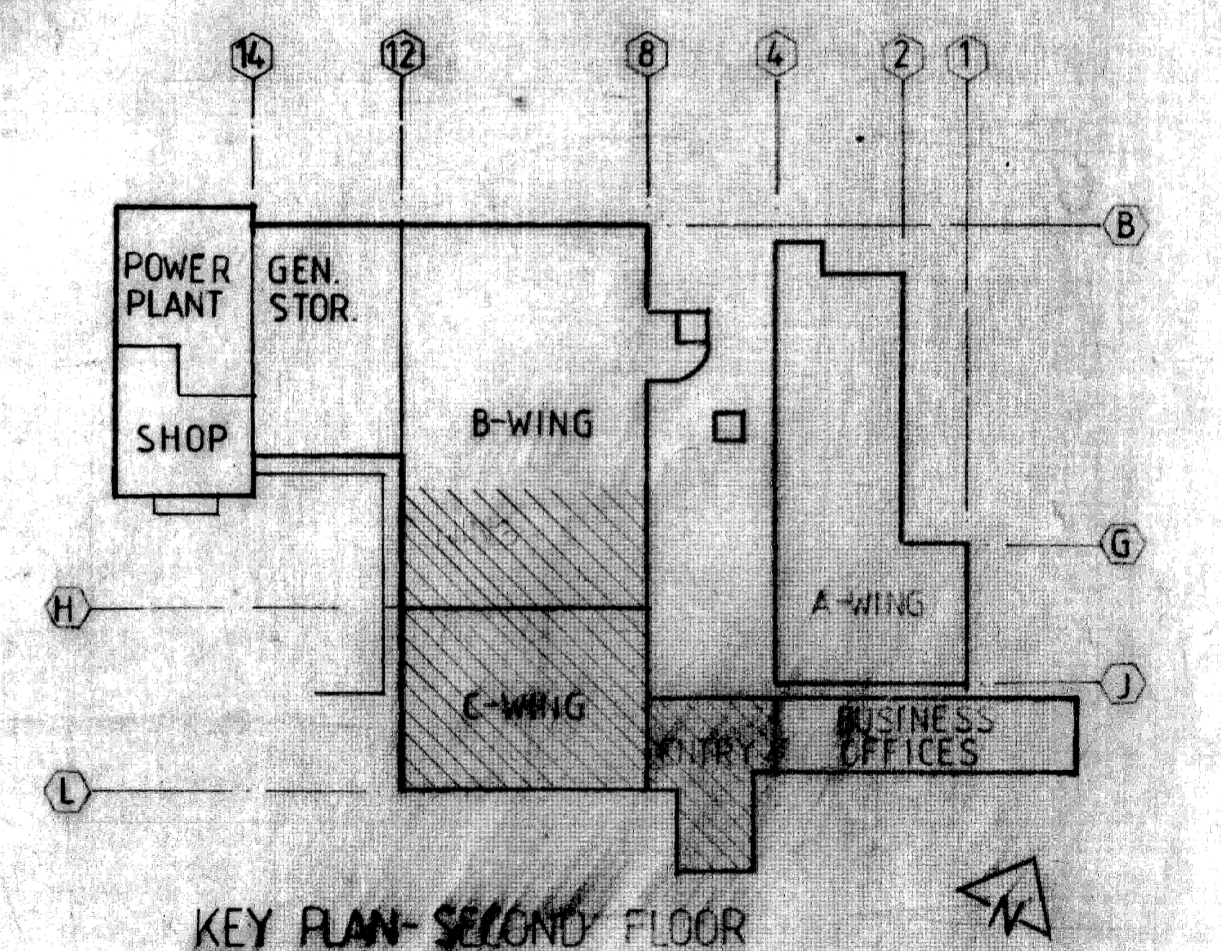 14 12 8 4 2 1
B
POWER
PLANT
GEN.
STOR.
B-WING
SHOP
G
H
A-WING
J
C-WING
ENTRY
BUSINESS
OFFICES
L
N
KEY PLAN-SECOND FLOOR